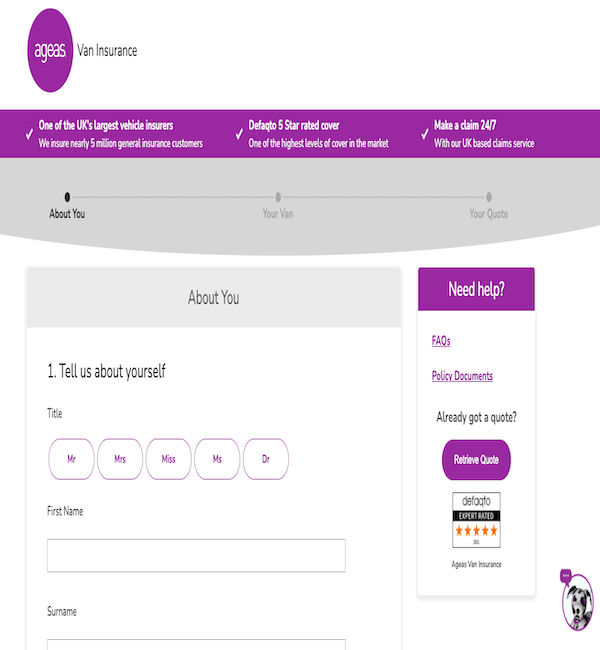 ageas. Van Insurance
One of the UK's largest vehicle insurers
We insure nearly 5 million general insurance customers
Defaqto 5 Star rated cover
One of the highest levels of cover in the market
Make a claim 24/7
With our UK based claims service
About You
Your Van
Your Quote
About You
1. Tell us about yourself
Title
Mr
Mrs
Miss
Ms
Dr
First Name
Surname
Need help?
FAQs
Policy Documents
Already got a quote?
Retrieve Quote
defaqto
EXPERT RATED
2021
Ageas Van Insurance